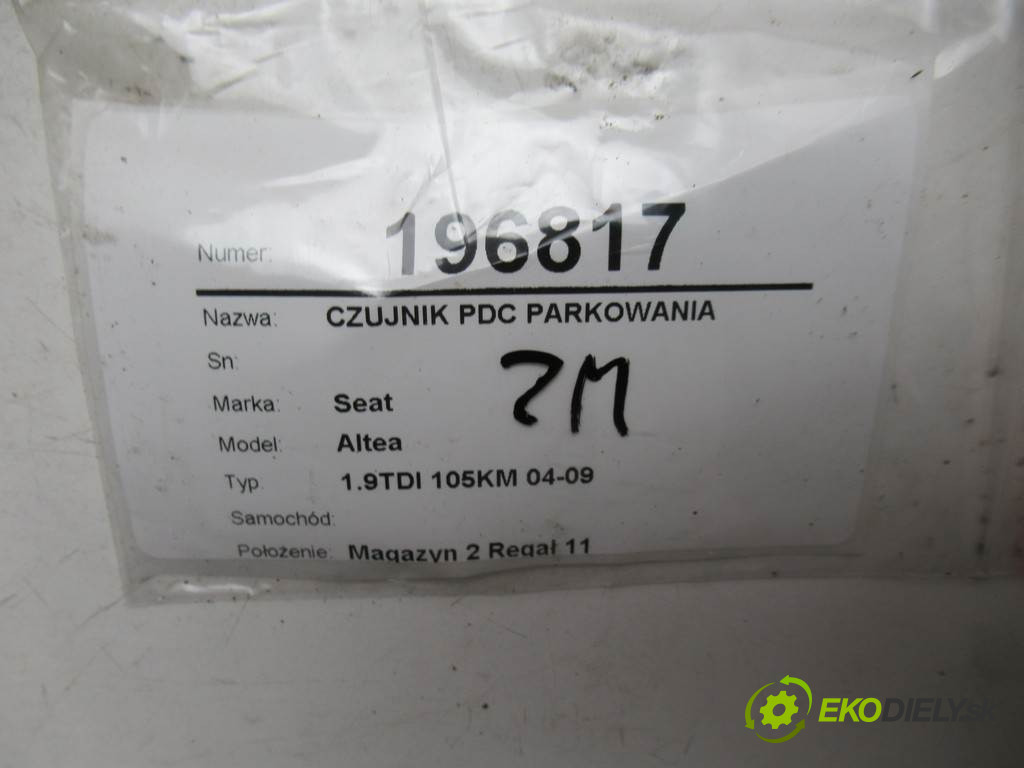 Numer: 196817
Nazwa: CZUJNIK PDC PARKOWANIA
Sn:
Marka: Seat
Model: Altea
Typ. 1.9TDI 105KM 04-09
Samochód:
Położenie: Magazyn 2 Regał 11
EKODIELY.sk